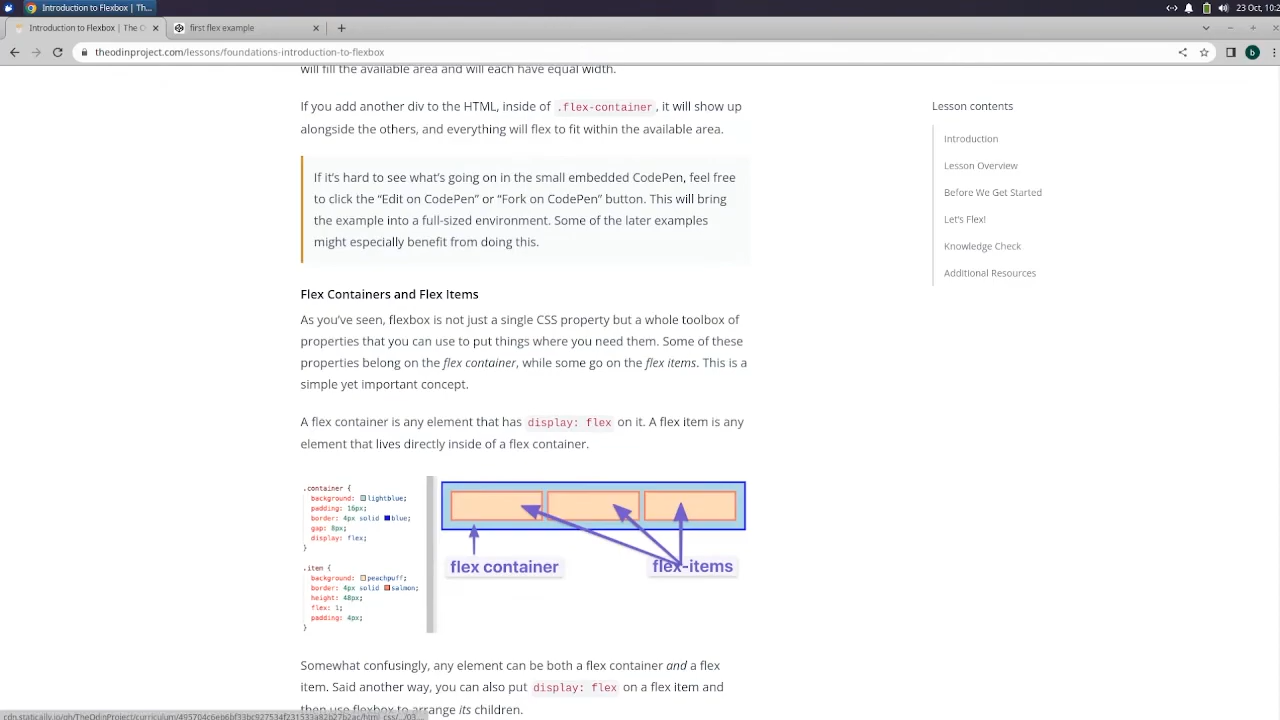 Introduction to Flexbox | Th...
23 Oct, 10:2
Introduction to Flexbox | The O
first flex example
theodinproject.com/lessons/foundations-introduction-to-flexbox
b
will fill the available area and will each have equal width.
If you add another div to the HTML, inside of .flex-container, it will show up
alongside the others, and everything will flex to fit within the available area.
If it’s hard to see what’s going on in the small embedded CodePen, feel free
to click the “Edit on CodePen” or “Fork on CodePen” button. This will bring
the example into a full-sized environment. Some of the later examples
might especially benefit from doing this.
Flex Containers and Flex Items
As you’ve seen, flexbox is not just a single CSS property but a whole toolbox of
properties that you can use to put things where you need them. Some of these
properties belong on the flex container, while some go on the flex items. This is a
simple yet important concept.
A flex container is any element that has display: flex on it. A flex item is any
element that lives directly inside of a flex container.
.container {
background: lightblue;
padding: 16px;
border: 4px solid blue;
gap: 8px;
display: flex;
}
.item {
background: peachpuff;
border: 4px solid salmon;
height: 48px;
flex: 1;
padding: 4px;
}
flex container
flex-items
Somewhat confusingly, any element can be both a flex container and a flex
item. Said another way, you can also put display: flex on a flex item and
then use flexbox to arrange its children.
Lesson contents
Introduction
Lesson Overview
Before We Get Started
Let’s Flex!
Knowledge Check
Additional Resources